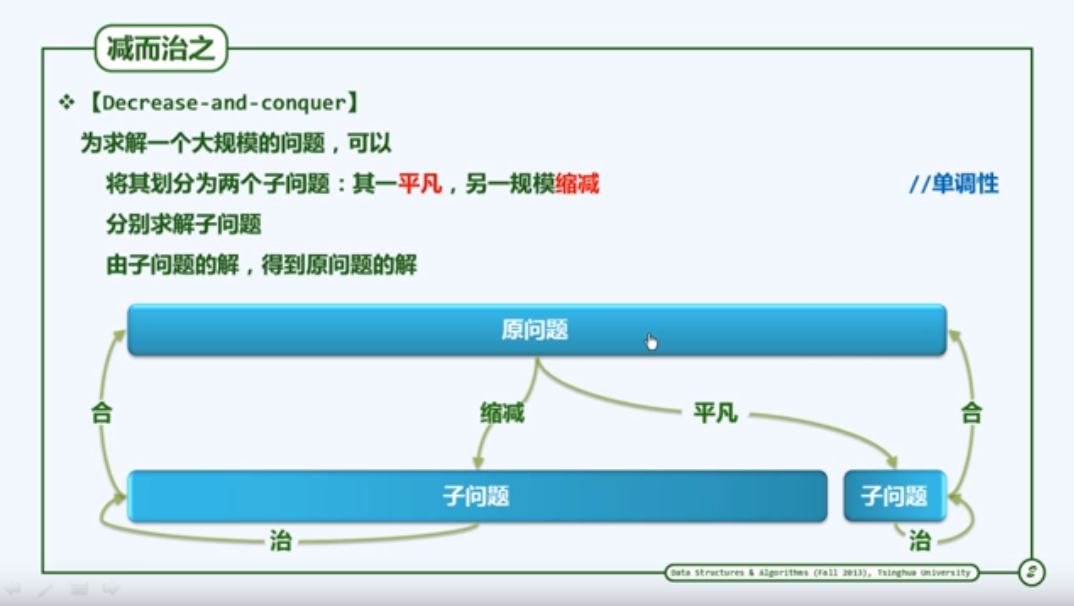 减而治之
❖ 【Decrease-and-conquer】
为求解一个大规模的问题，可以
将其划分为两个子问题：其一平凡，另一规模缩减 //单调性
分别求解子问题
由子问题的解，得到原问题的解
原问题
合 缩减 平凡 合
子问题 子问题
治 治
Data Structures & Algorithms (Fall 2013), Tsinghua University 2